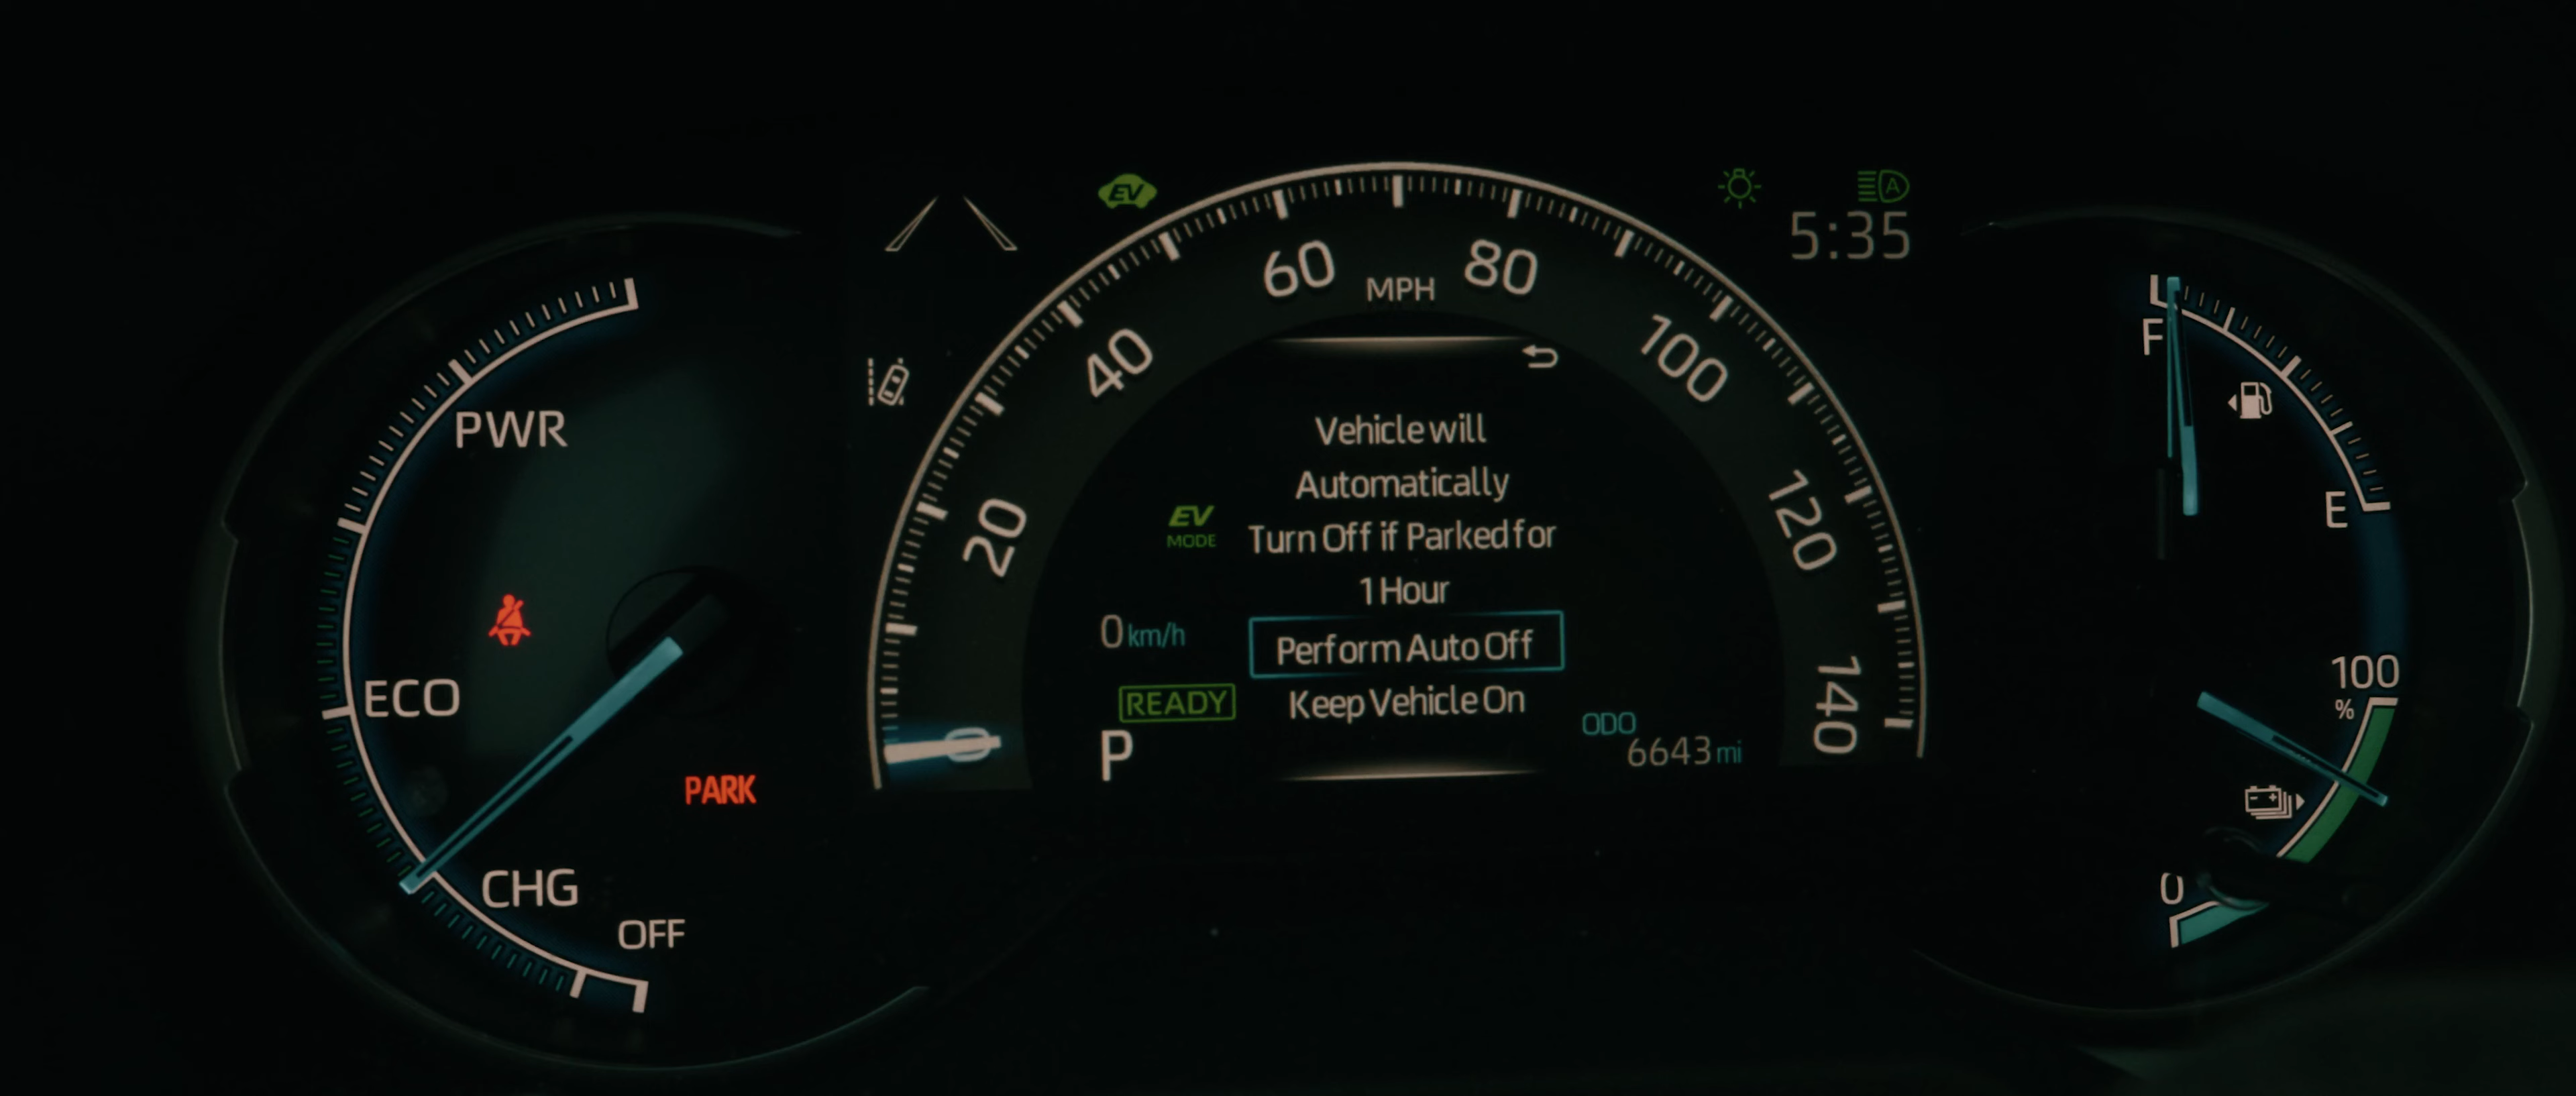 EV
5:35
A
60 MPH 80
40 100
20 120
0 140
PWR
ECO
CHG
OFF
PARK
Vehicle will
Automatically
Turn Off if Parked for
1 Hour
Perform Auto Off
Keep Vehicle On
EV
MODE
0 km/h
READY
P
ODO
6643 mi
F
E
100
%
0